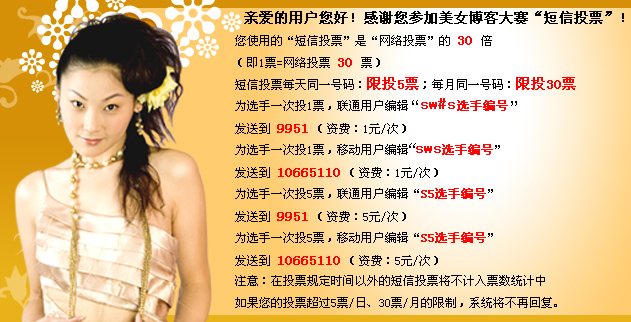 亲爱的用户您好！感谢您参加美女博客大赛“短信投票”！
您使用的“短信投票”是“网络投票”的 30 倍
（即1票=网络投票 30 票）
短信投票每天同一号码：限投5票；每月同一号码：限投30票
为选手一次投1票，联通用户编辑“sw#s选手编号”
发送到 9951（资费：1元/次）
为选手一次投1票，移动用户编辑“sws选手编号”
发送到 10665110（资费：1元/次）
为选手一次投5票，联通用户编辑“S5选手编号”
发送到 9951（资费：5元/次）
为选手一次投5票，移动用户编辑“S5选手编号”
发送到 10665110（资费：5元/次）
注意：在投票规定时间以外的短信投票将不计入票数统计中
如果您的投票超过5票/日、30票/月的限制，系统将不再回复。